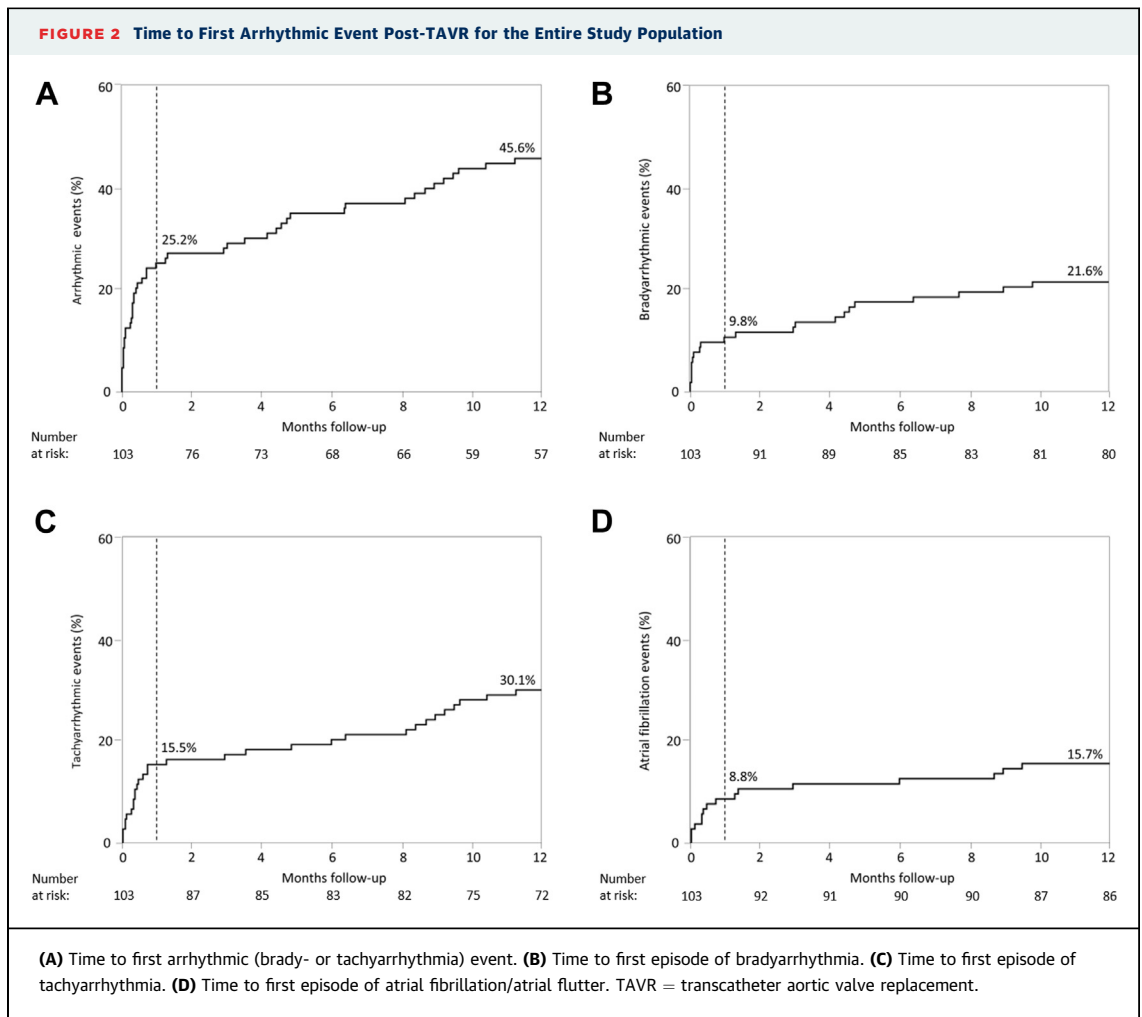 FIGURE 2 Time to First Arrhythmic Event Post-TAVR for the Entire Study Population
A
60
40
20
0
Arrhythmic events (%)
25.2%
45.6%
0 2 4 6 8 10 12
Months follow-up
Number
at risk: 103 76 73 68 66 59 57
B
60
40
20
0
Bradyarrhythmic events (%)
9.8%
21.6%
0 2 4 6 8 10 12
Months follow-up
Number
at risk: 103 91 89 85 83 81 80
C
60
40
20
0
Tachyarrhythmic events (%)
15.5%
30.1%
0 2 4 6 8 10 12
Months follow-up
Number
at risk: 103 87 85 83 82 75 72
D
60
40
20
0
Atrial fibrillation events (%)
8.8%
15.7%
0 2 4 6 8 10 12
Months follow-up
Number
at risk: 103 92 91 90 90 87 86
(A) Time to first arrhythmic (brady- or tachyarrhythmia) event. (B) Time to first episode of bradyarrhythmia. (C) Time to first episode of
tachyarrhythmia. (D) Time to first episode of atrial fibrillation/atrial flutter. TAVR = transcatheter aortic valve replacement.